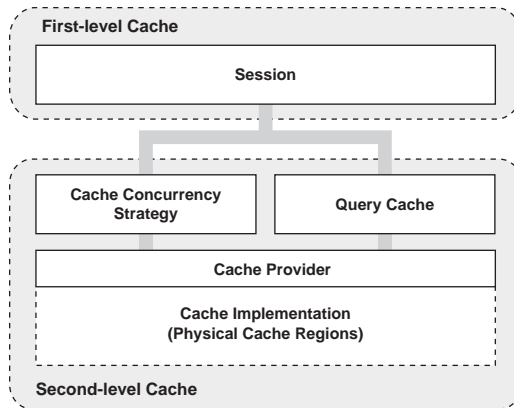 First-level Cache
Session
Cache Concurrency
Strategy
Query Cache
Cache Provider
Cache Implementation
(Physical Cache Regions)
Second-level Cache